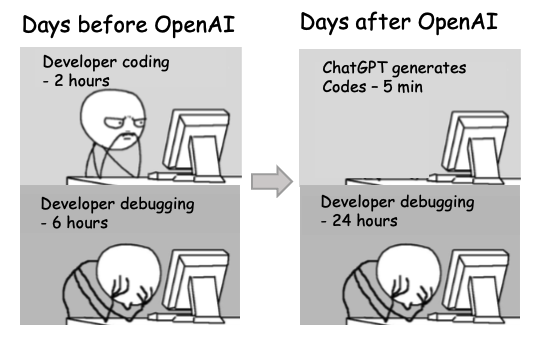 Days before OpenAI
Developer coding
- 2 hours
Developer debugging
- 6 hours
Days after OpenAI
ChatGPT generates
Codes – 5 min
Developer debugging
- 24 hours